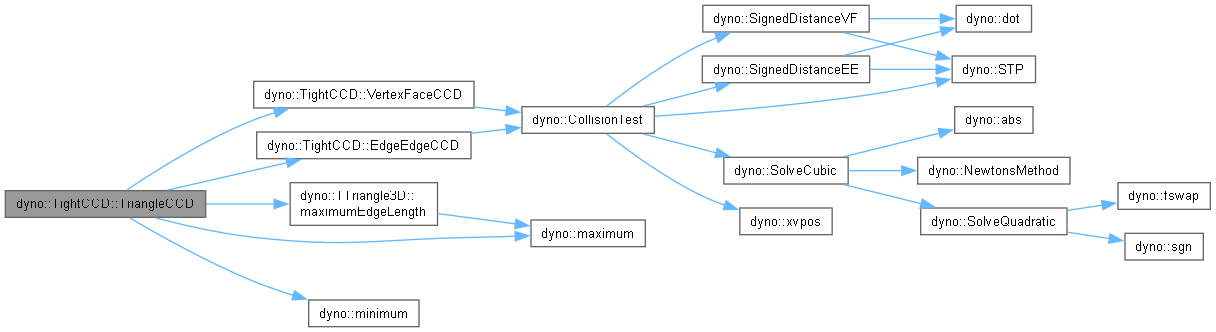 dyno::TightCCD::TriangleCCD
dyno::TightCCD::VertexFaceCCD
dyno::TightCCD::EdgeEdgeCCD
dyno::TTriangle3D::
maximumEdgeLength
dyno::minimum
dyno::maximum
dyno::CollisionTest
dyno::SignedDistanceVF
dyno::SignedDistanceEE
dyno::SolveCubic
dyno::xvpos
dyno::dot
dyno::STP
dyno::abs
dyno::NewtonsMethod
dyno::SolveQuadratic
dyno::fswap
dyno::sgn